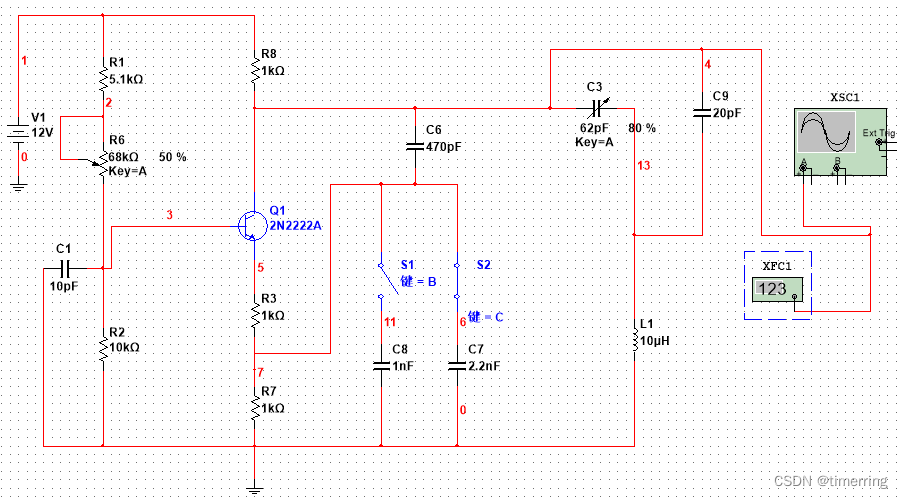 1
V1
12V
0
R1
5.1kΩ
2
R6
68kΩ
50 %
Key=A
3
C1
10pF
R2
10kΩ
R8
1kΩ
Q1
2N2222A
5
R3
1kΩ
7
R7
1kΩ
C6
470pF
S1
键 = B
11
C8
1nF
S2
键 = C
6
C7
2.2nF
0
C3
62pF
80 %
Key=A
13
L1
10μH
4
C9
20pF
XSC1
Ext Trig
A
B
XFC1
123
CSDN @timerring